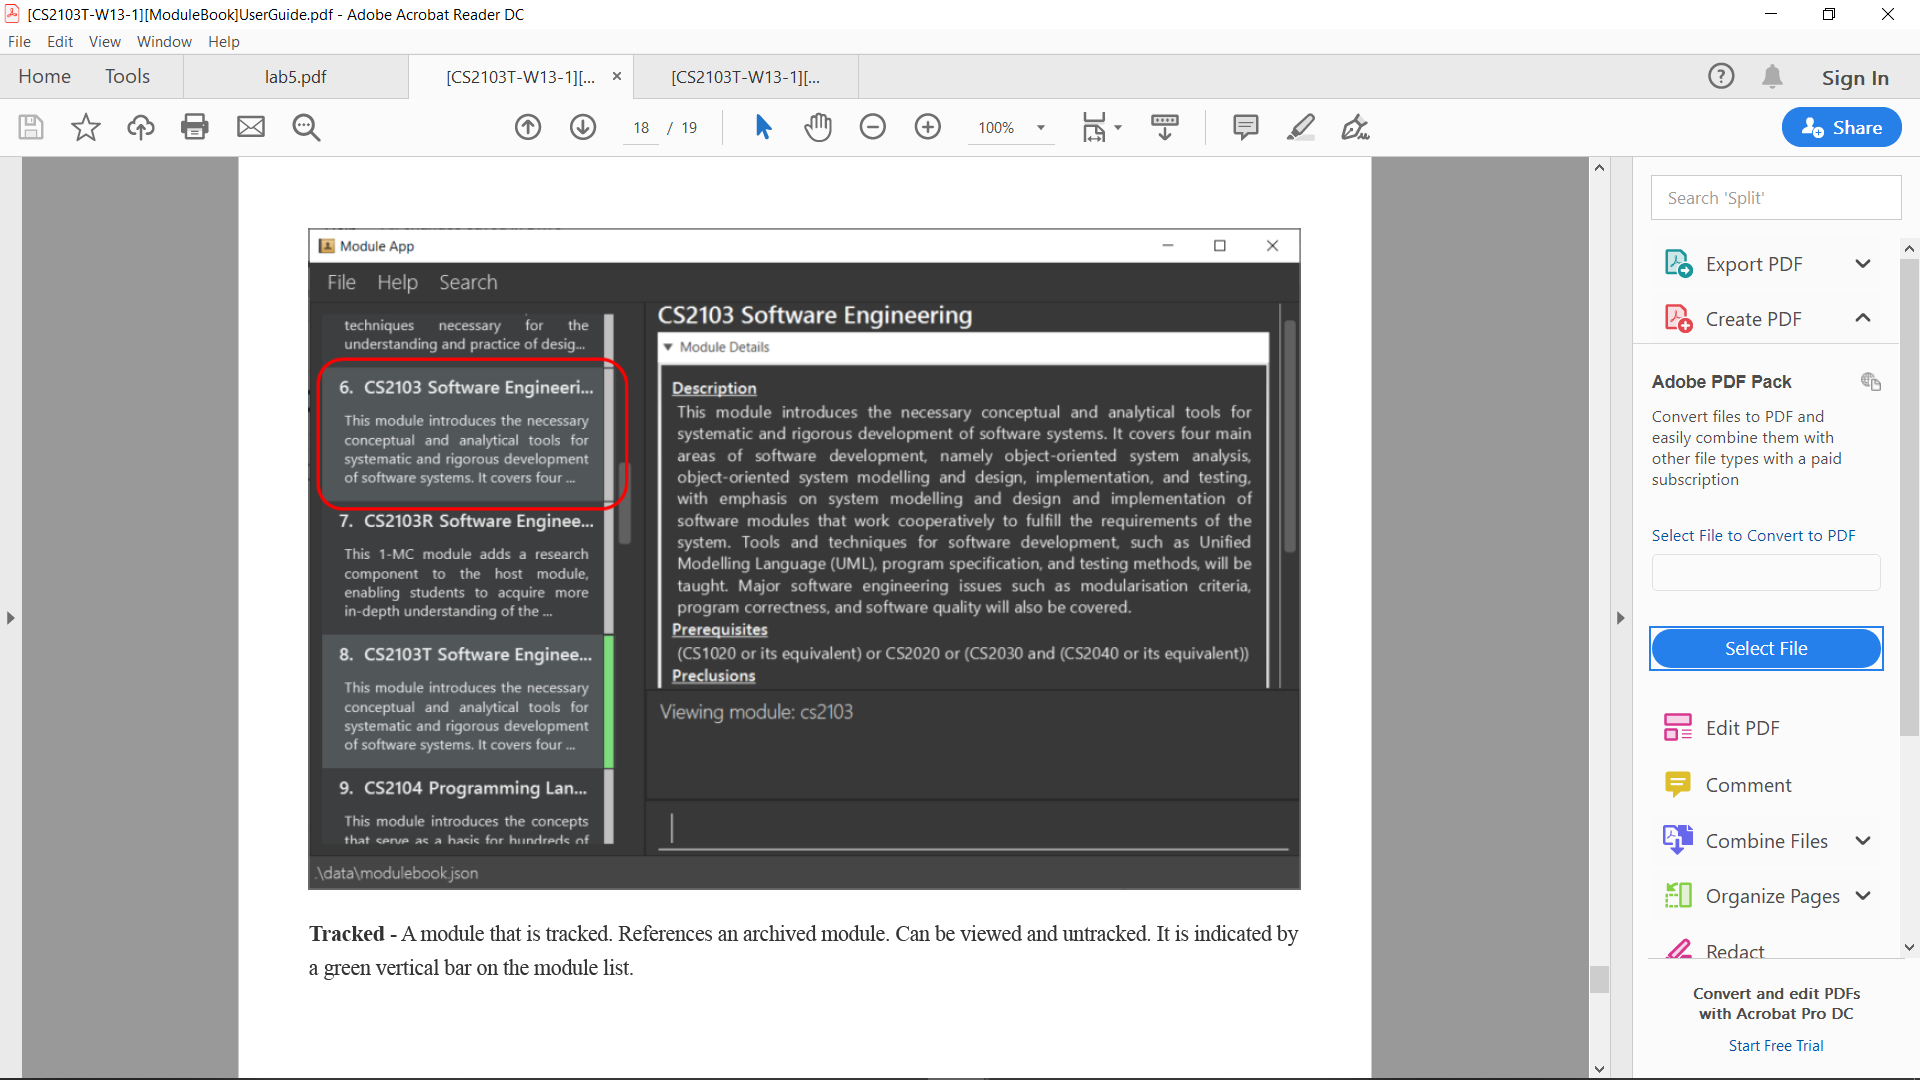 [CS2103T-W13-1][ModuleBook]UserGuide.pdf - Adobe Acrobat Reader DC
File Edit View Window Help
Home Tools lab5.pdf [CS2103T-W13-1][... × [CS2103T-W13-1][... Sign In
18 / 19 100% Share
Module App
File Help Search
techniques necessary for the
understanding and practice of desig...
6. CS2103 Software Engineeri...
This module introduces the necessary
conceptual and analytical tools for
systematic and rigorous development
of software systems. It covers four ...
7. CS2103R Software Enginee...
This 1-MC module adds a research
component to the host module,
enabling students to acquire more
in-depth understanding of the ...
8. CS2103T Software Enginee...
This module introduces the necessary
conceptual and analytical tools for
systematic and rigorous development
of software systems. It covers four ...
9. CS2104 Programming Lan...
This module introduces the concepts
that serve as a basis for hundreds of
CS2103 Software Engineering
Module Details
Description
This module introduces the necessary conceptual and analytical tools for
systematic and rigorous development of software systems. It covers four main
areas of software development, namely object-oriented system analysis,
object-oriented system modelling and design, implementation, and testing,
with emphasis on system modelling and design and implementation of
software modules that work cooperatively to fulfill the requirements of the
system. Tools and techniques for software development, such as Unified
Modelling Language (UML), program specification, and testing methods, will be
taught. Major software engineering issues such as modularisation criteria,
program correctness, and software quality will also be covered.
Prerequisites
(CS1020 or its equivalent) or CS2020 or (CS2030 and (CS2040 or its equivalent))
Preclusions
Viewing module: cs2103
.\data\modulebook.json
Tracked - A module that is tracked. References an archived module. Can be viewed and untracked. It is indicated by
a green vertical bar on the module list.
Search 'Split'
Export PDF
Create PDF
Adobe PDF Pack
Convert files to PDF and
easily combine them with
other file types with a paid
subscription
Select File to Convert to PDF
Select File
Edit PDF
Comment
Combine Files
Organize Pages
Redact
Convert and edit PDFs
with Acrobat Pro DC
Start Free Trial